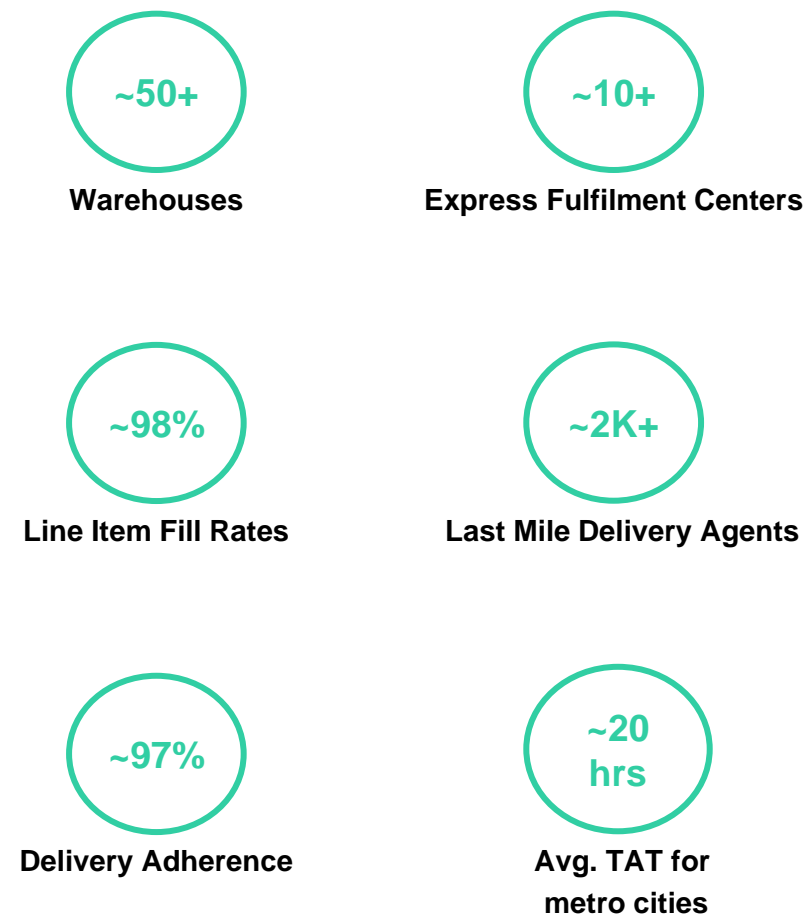 ~50+
Warehouses
~10+
Express Fulfilment Centers
~98%
Line Item Fill Rates
~2K+
Last Mile Delivery Agents
~97%
Delivery Adherence
~20
hrs
Avg. TAT for
metro cities